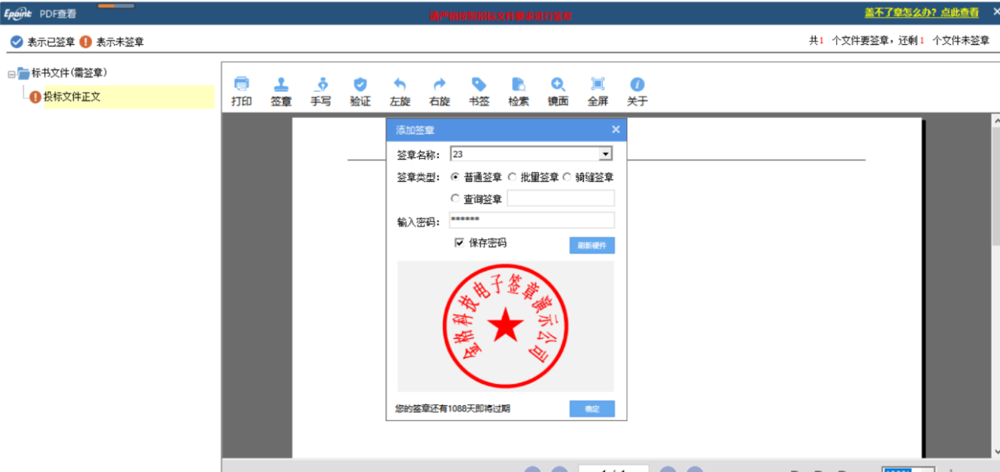 Epoint PDF查看
请严格按照招标文件要求进行签章
盖不了章怎么办？点此查看
表示已签章 表示未签章
共1 个文件要签章，还剩1 个文件未签章
标书文件(需签章)
投标文件正文
打印 签章 手写 验证 左旋 右旋 书签 检索 镜面 全屏 关于
添加签章
签章名称： 23
签章类型： 普通签章 批量签章 骑缝签章
查询签章
输入密码： ******
保存密码 刷新硬件
金格科技电子签章演示公司
您的签章还有1088天即将过期 确定